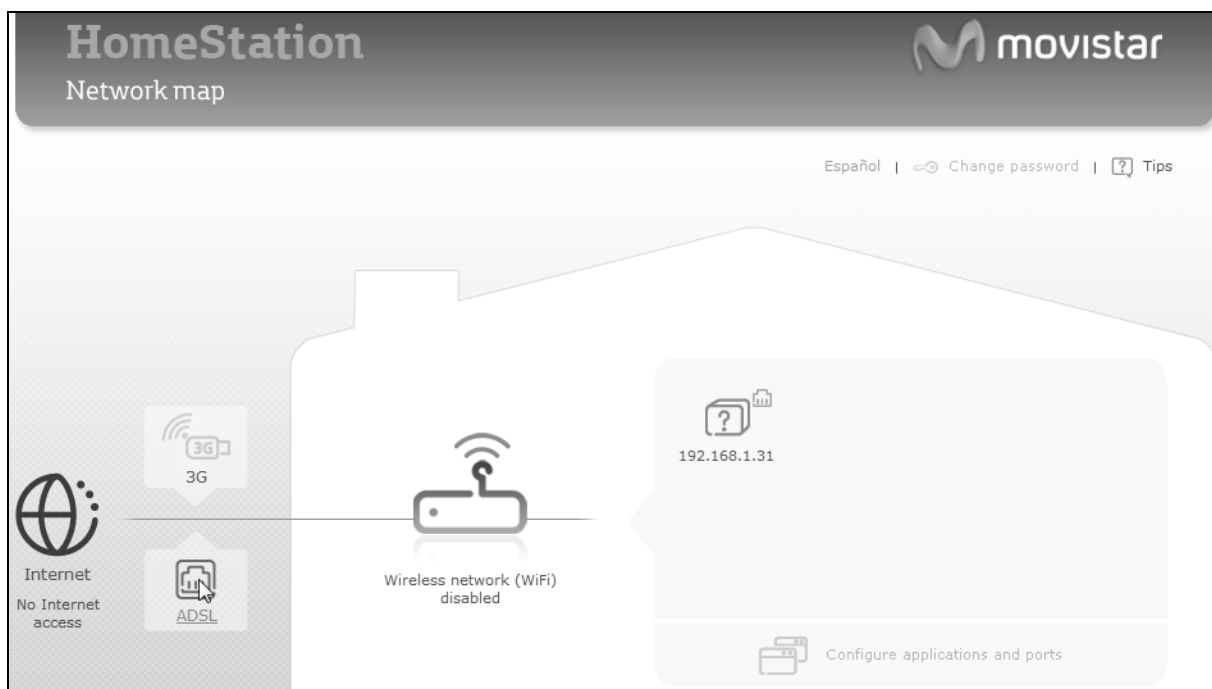 HomeStation
movistar
Network map
Español | Change password | ? Tips
3G
3G
?
192.168.1.31
Internet
No Internet
access
ADSL
Wireless network (WiFi)
disabled
Configure applications and ports